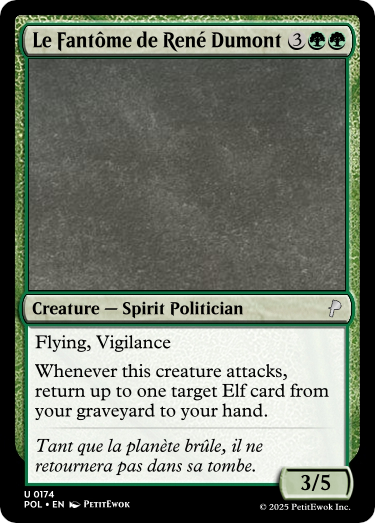 Le Fantôme de René Dumont 3
Creature — Spirit Politician
Flying, Vigilance
Whenever this creature attacks,
return up to one target Elf card from
your graveyard to your hand.
Tant que la planète brûle, il ne
retournera pas dans sa tombe.
3/5
U 0174
POL • EN PetitEwok
© 2025 PetitEwok Inc.